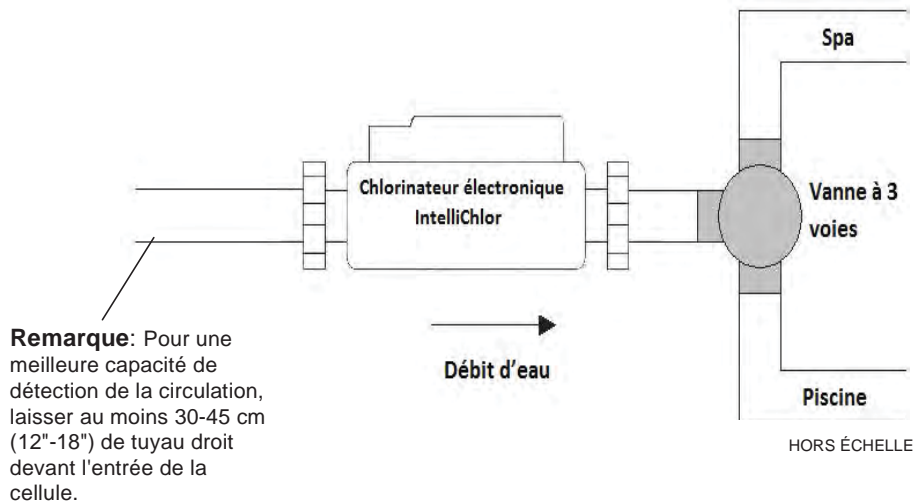 Spa
Chlorinateur électronique
IntelliChlor
Vanne à 3
voies
Remarque: Pour une
meilleure capacité de
détection de la circulation,
laisser au moins 30-45 cm
(12"-18") de tuyau droit
devant l'entrée de la
cellule.
Débit d'eau
Piscine
HORS ÉCHELLE